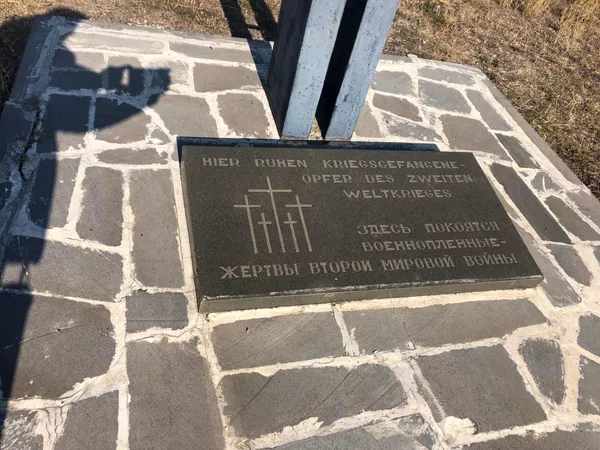 HIER RUHEN KRIEGSGEFANGENE-
OPFER DES ZWEITEN
WELTKRIEGES
ЗДЕСЬ ПОКОЯТСЯ
ВОЕННОПЛЕННЫЕ-
ЖЕРТВЫ ВТОРОЙ МИРОВОЙ ВОЙНЫ